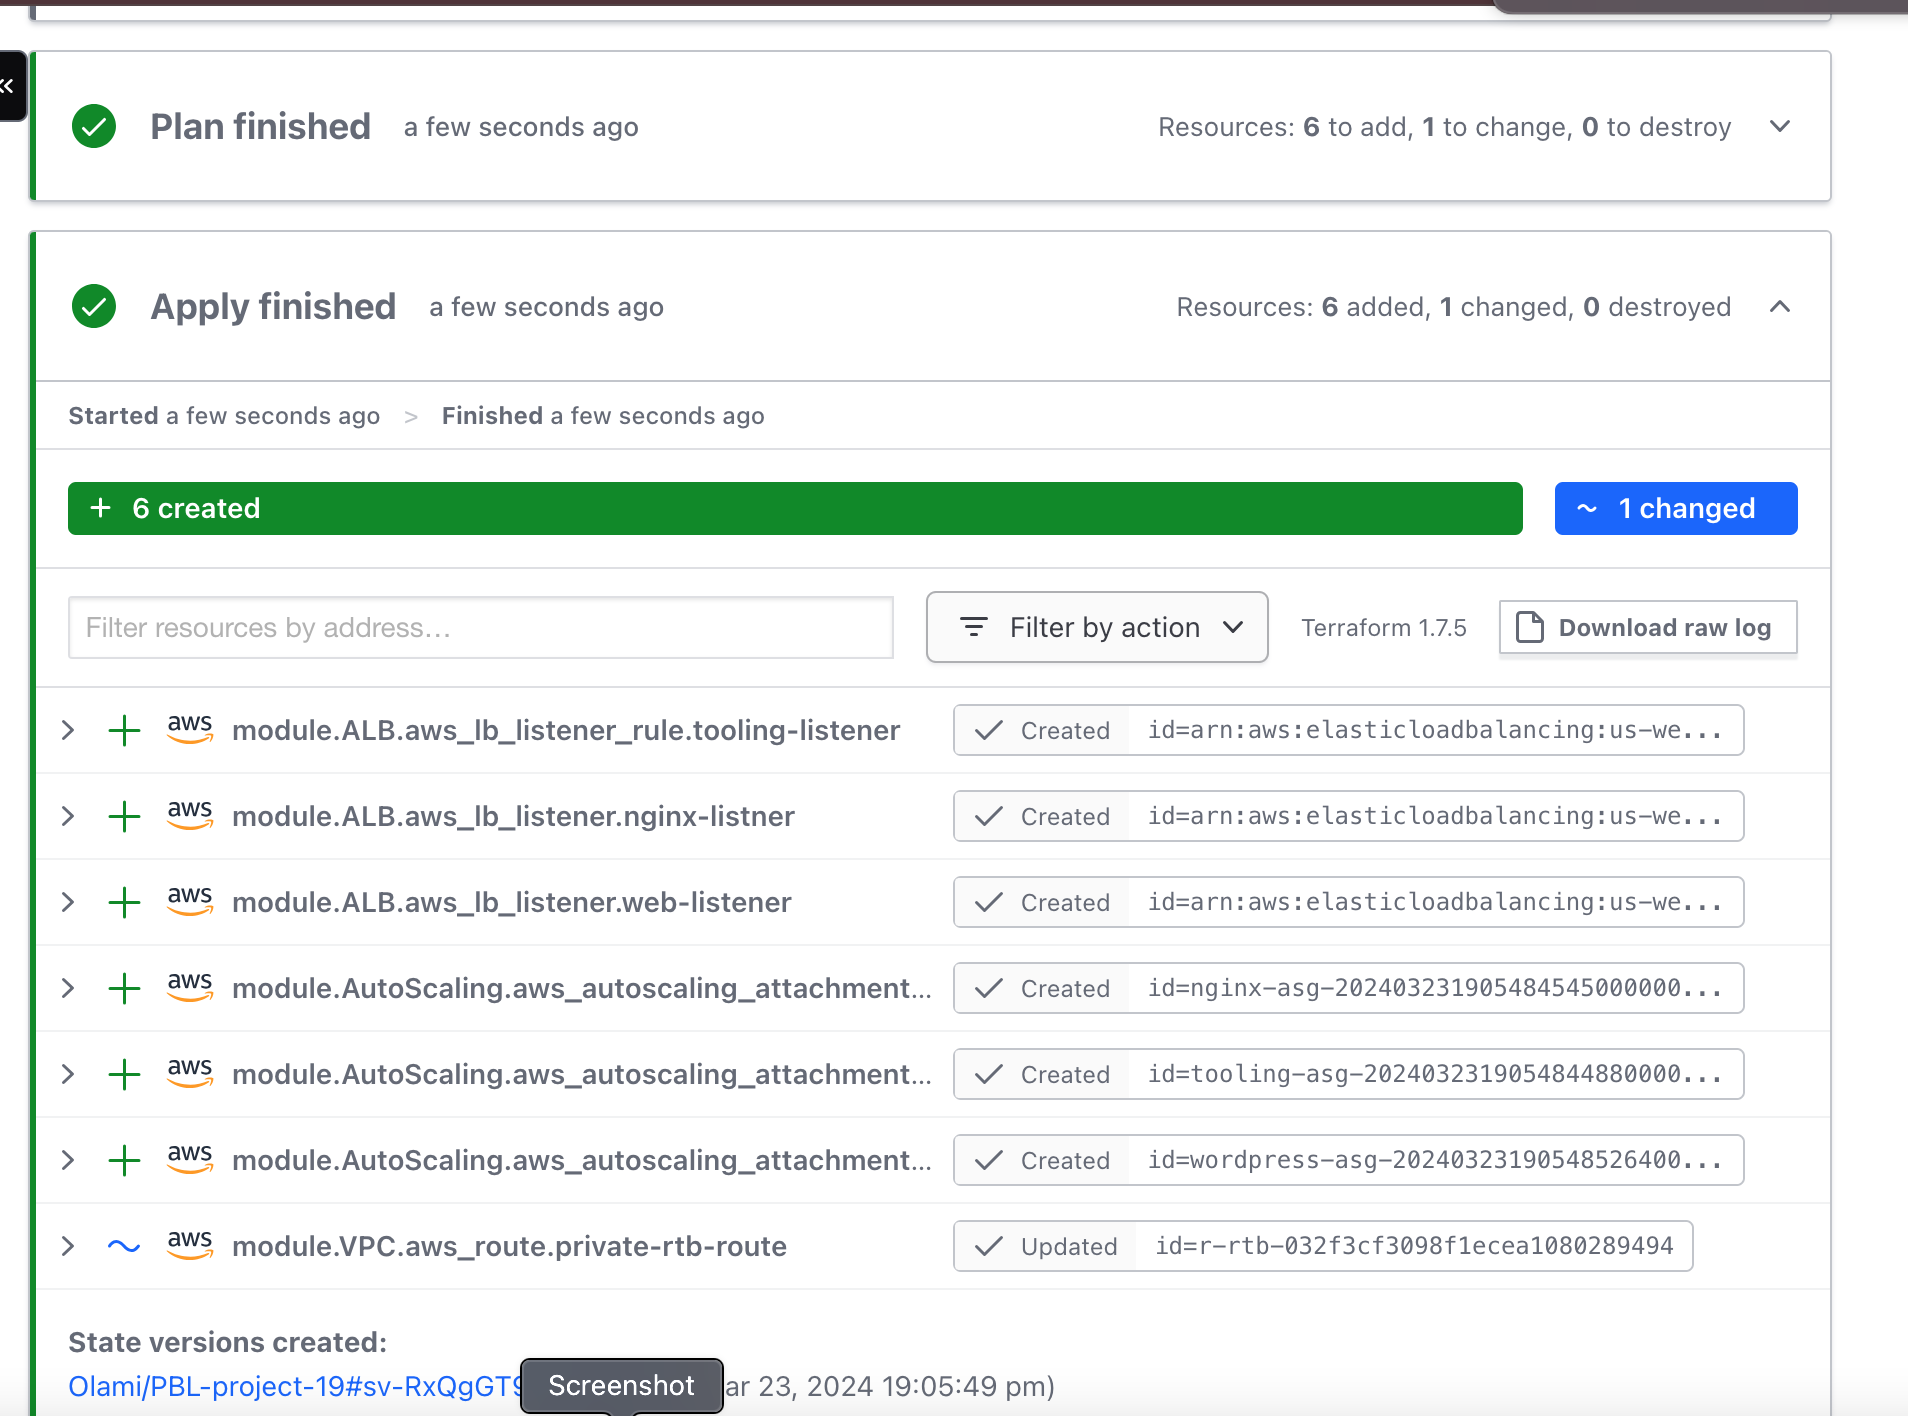 «
Plan finished a few seconds ago Resources: 6 to add, 1 to change, 0 to destroy
Apply finished a few seconds ago Resources: 6 added, 1 changed, 0 destroyed
Started a few seconds ago > Finished a few seconds ago
+ 6 created ~ 1 changed
Filter resources by address... Filter by action Terraform 1.7.5 Download raw log
aws module.ALB.aws_lb_listener_rule.tooling-listener Created id=arn:aws:elasticloadbalancing:us-we...
aws module.ALB.aws_lb_listener.nginx-listner Created id=arn:aws:elasticloadbalancing:us-we...
aws module.ALB.aws_lb_listener.web-listener Created id=arn:aws:elasticloadbalancing:us-we...
aws module.AutoScaling.aws_autoscaling_attachment... Created id=nginx-asg-202403231905484545000000...
aws module.AutoScaling.aws_autoscaling_attachment... Created id=tooling-asg-2024032319054844880000...
aws module.AutoScaling.aws_autoscaling_attachment... Created id=wordpress-asg-20240323190548526400...
aws module.VPC.aws_route.private-rtb-route Updated id=r-rtb-032f3cf3098f1ecea1080289494
State versions created:
Olami/PBL-project-19#sv-RxQgGT9 Screenshot ar 23, 2024 19:05:49 pm)